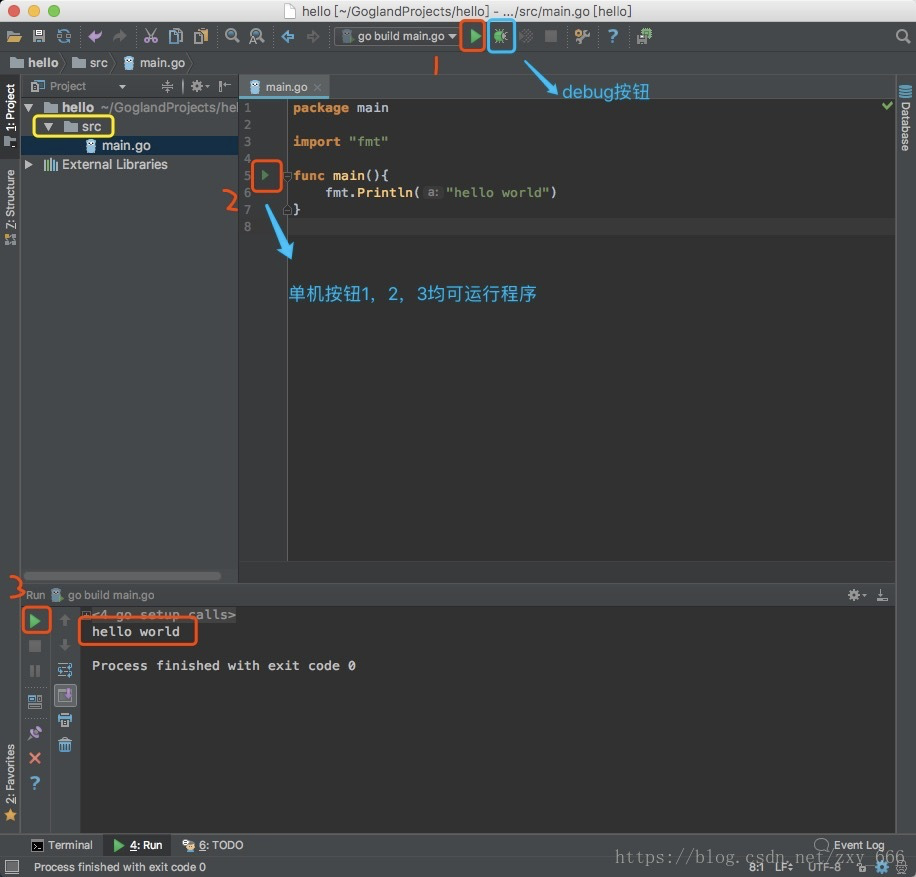 hello [~/GoglandProjects/hello] - .../src/main.go [hello]
go build main.go
hello src main.go
1
debug按钮
1: Project
Project
main.go
hello ~/GoglandProjects/hel
src
main.go
External Libraries
7: Structure
Database
1 package main
2
3 import "fmt"
4
5 func main(){
6 fmt.Println( a: "hello world")
7 }
8
2
单机按钮1，2，3均可运行程序
3
Run go build main.go
<4 go setup calls>
hello world
Process finished with exit code 0
2: Favorites
Terminal 4: Run 6: TODO Event Log
https://blog.csdn.net/zxy_666
Process finished with exit code 0 8:1 LF UTF-8